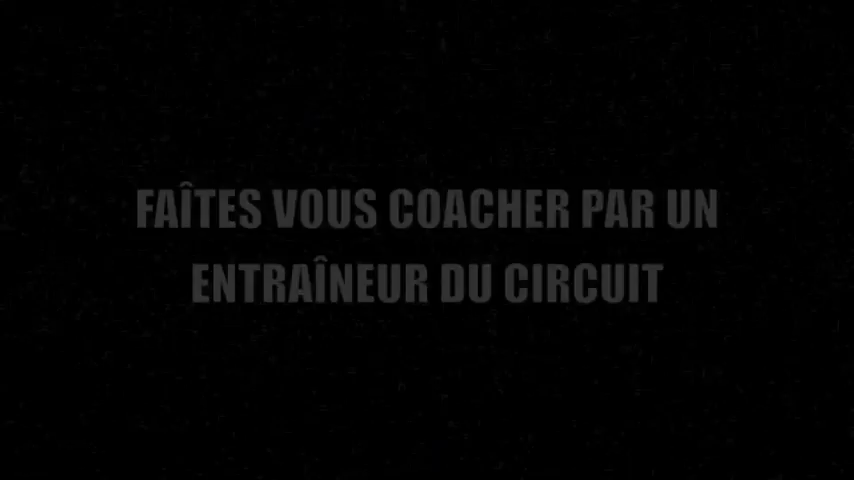 FAÎTES VOUS COACHER PAR UN
ENTRAÎNEUR DU CIRCUIT